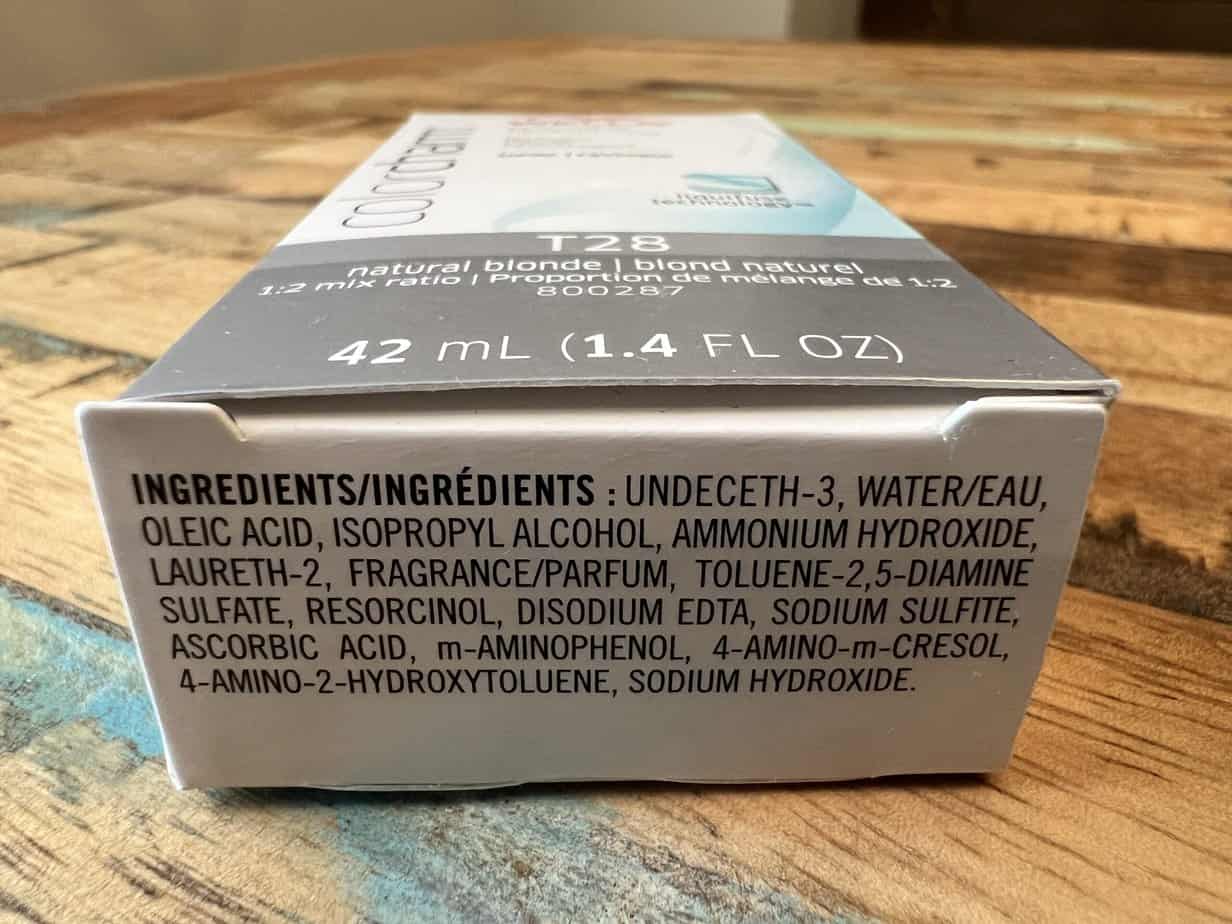 colorcharm
liquifuse
technology™
T28
natural blonde | blond naturel
1:2 mix ratio | Proportion de mélange de 1:2
800287
42 mL (1.4 FL OZ)
INGREDIENTS/INGRÉDIENTS : UNDECETH-3, WATER/EAU,
OLEIC ACID, ISOPROPYL ALCOHOL, AMMONIUM HYDROXIDE,
LAURETH-2, FRAGRANCE/PARFUM, TOLUENE-2,5-DIAMINE
SULFATE, RESORCINOL, DISODIUM EDTA, SODIUM SULFITE,
ASCORBIC ACID, m-AMINOPHENOL, 4-AMINO-m-CRESOL,
4-AMINO-2-HYDROXYTOLUENE, SODIUM HYDROXIDE.